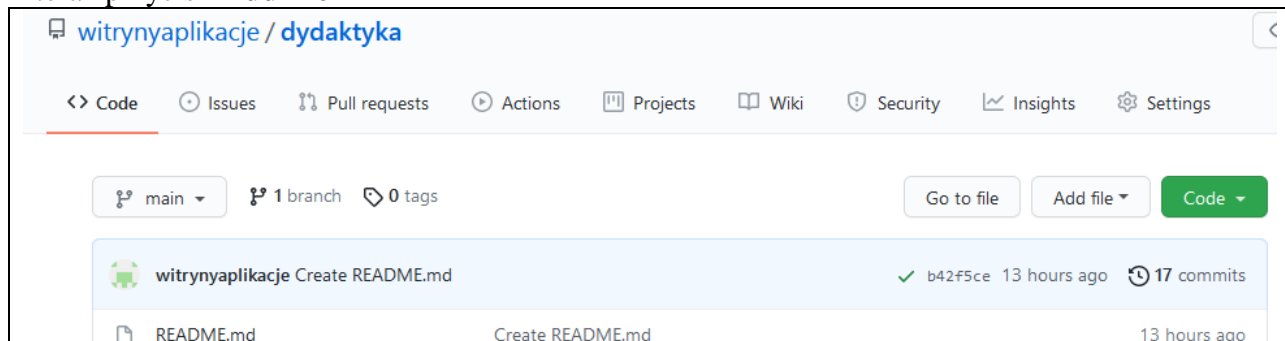 witrynyaplikacje / dydaktyka
<> Code Issues Pull requests Actions Projects Wiki Security Insights Settings
main 1 branch 0 tags Go to file Add file Code
witrynyaplikacje Create README.md b42f5ce 13 hours ago 17 commits
README.md Create README.md 13 hours ago